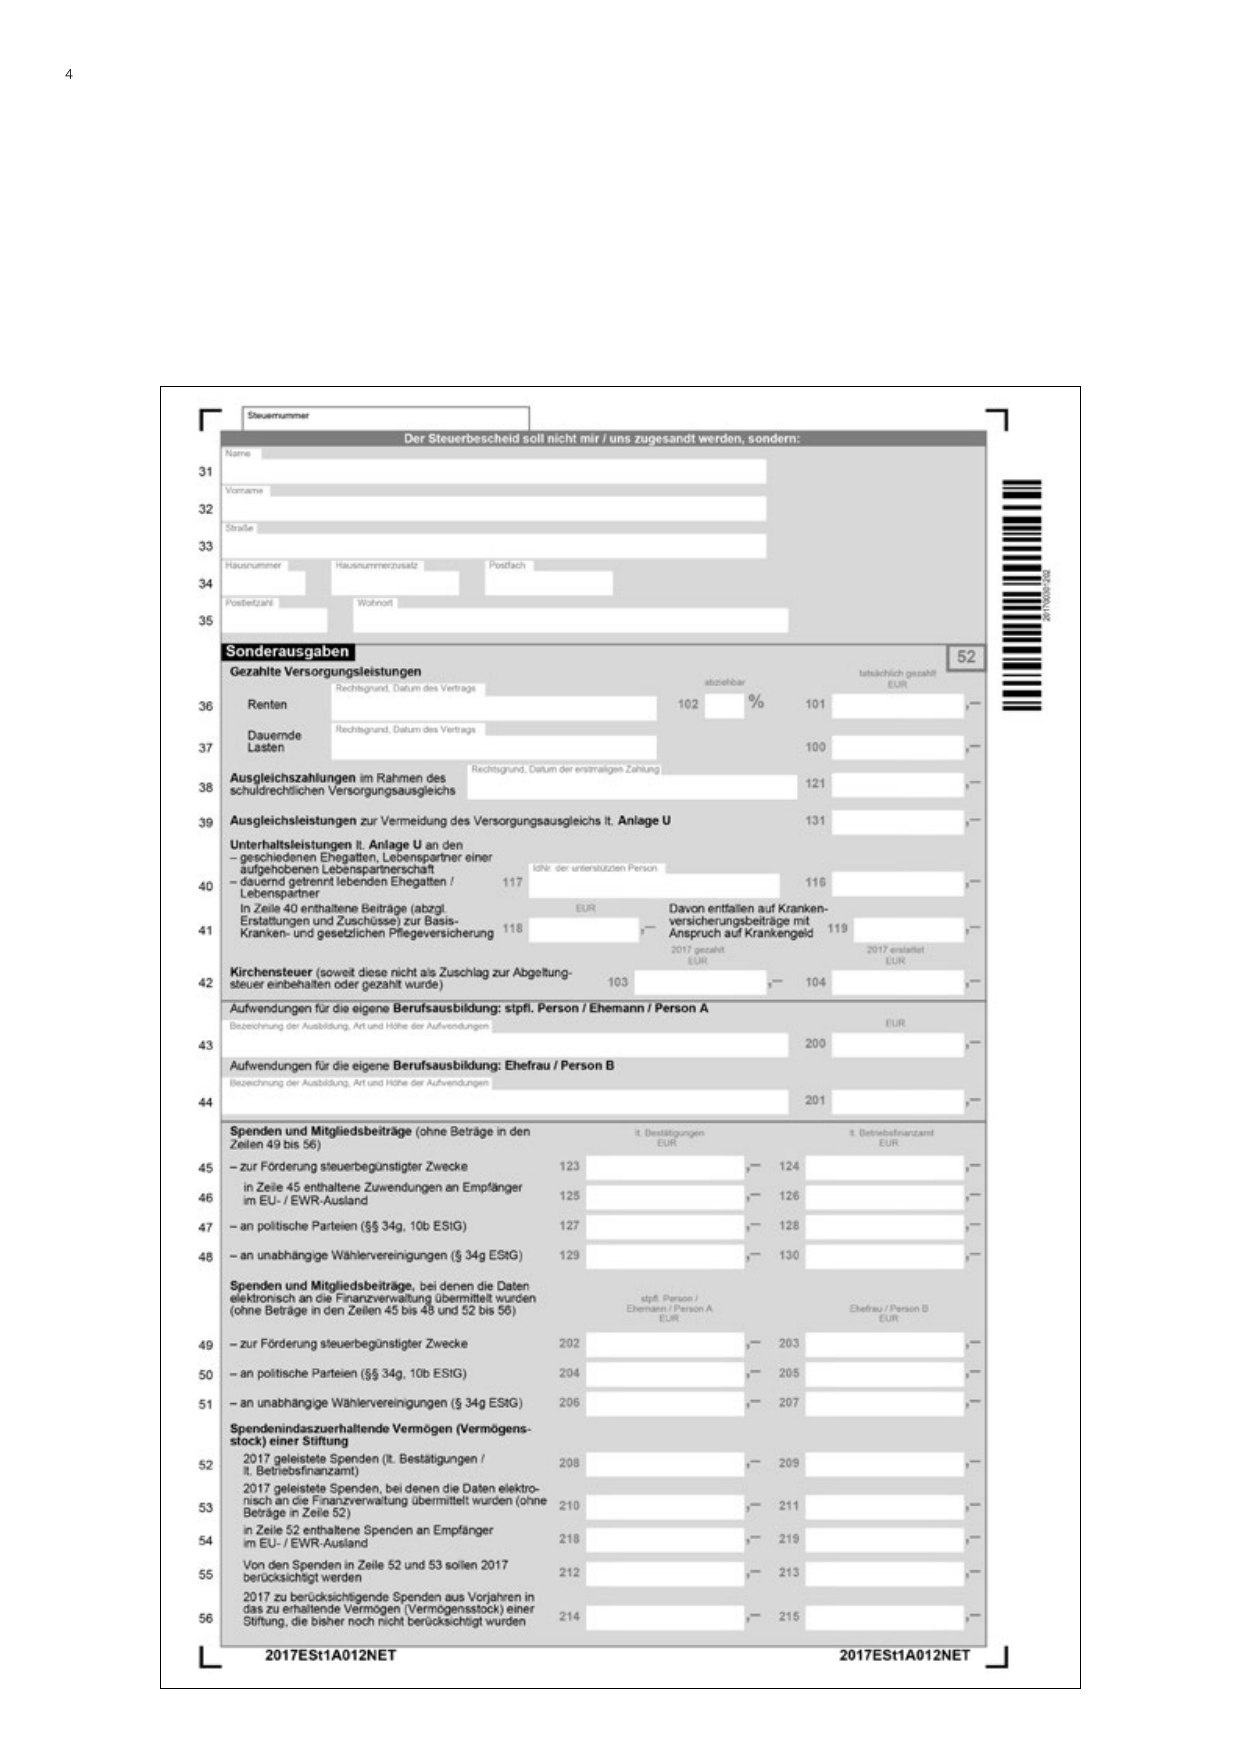 4
Steuernummer
Der Steuerbescheid soll nicht mir / uns zugesandt werden, sondern:
Name
31
Vorname
32
Straße
33
Hausnummer Hausnummerzusatz Postfach
34
Postleitzahl Wohnort
35
201700301202
Sonderausgaben 52
Gezahlte Versorgungsleistungen
tatsächlich gezahlt
EUR
Rechtsgrund, Datum des Vertrags abziehbar
36 Renten 102 % 101 ,—
Rechtsgrund, Datum des Vertrags
37 Dauernde
Lasten 100 ,—
Rechtsgrund, Datum der erstmaligen Zahlung
38 Ausgleichszahlungen im Rahmen des
schuldrechtlichen Versorgungsausgleichs 121 ,—
39 Ausgleichsleistungen zur Vermeidung des Versorgungsausgleichs lt. Anlage U 131 ,—
Unterhaltsleistungen lt. Anlage U an den
– geschiedenen Ehegatten, Lebenspartner einer
aufgehobenen Lebenspartnerschaft
IdNr. der unterstützten Person
40 – dauernd getrennt lebenden Ehegatten / 117 116 ,—
Lebenspartner
In Zeile 40 enthaltene Beiträge (abzgl. EUR Davon entfallen auf Kranken-
Erstattungen und Zuschüsse) zur Basis- versicherungsbeiträge mit
41 Kranken- und gesetzlichen Pflegeversicherung 118 ,— Anspruch auf Krankengeld 119 ,—
2017 gezahlt 2017 erstattet
EUR EUR
Kirchensteuer (soweit diese nicht als Zuschlag zur Abgeltung-
42 steuer einbehalten oder gezahlt wurde) 103 ,— 104 ,—
Aufwendungen für die eigene Berufsausbildung: stpfl. Person / Ehemann / Person A
Bezeichnung der Ausbildung, Art und Höhe der Aufwendungen EUR
43 200 ,—
Aufwendungen für die eigene Berufsausbildung: Ehefrau / Person B
Bezeichnung der Ausbildung, Art und Höhe der Aufwendungen
44 201 ,—
Spenden und Mitgliedsbeiträge (ohne Beträge in den lt. Bestätigungen lt. Betriebsfinanzamt
Zeilen 49 bis 56) EUR EUR
45 – zur Förderung steuerbegünstigter Zwecke 123 ,— 124 ,—
46 in Zeile 45 enthaltene Zuwendungen an Empfänger
im EU- / EWR-Ausland 125 ,— 126 ,—
47 – an politische Parteien (§§ 34g, 10b EStG) 127 ,— 128 ,—
48 – an unabhängige Wählervereinigungen (§ 34g EStG) 129 ,— 130 ,—
Spenden und Mitgliedsbeiträge, bei denen die Daten
elektronisch an die Finanzverwaltung übermittelt wurden
(ohne Beträge in den Zeilen 45 bis 48 und 52 bis 56)
stpfl. Person /
Ehemann / Person A Ehefrau / Person B
EUR EUR
49 – zur Förderung steuerbegünstigter Zwecke 202 ,— 203 ,—
50 – an politische Parteien (§§ 34g, 10b EStG) 204 ,— 205 ,—
51 – an unabhängige Wählervereinigungen (§ 34g EStG) 206 ,— 207 ,—
Spendenindaszuerhaltende Vermögen (Vermögens-
stock) einer Stiftung
52 2017 geleistete Spenden (lt. Bestätigungen /
lt. Betriebsfinanzamt) 208 ,— 209 ,—
2017 geleistete Spenden, bei denen die Daten elektro-
53 nisch an die Finanzverwaltung übermittelt wurden (ohne
Beträge in Zeile 52) 210 ,— 211 ,—
54 in Zeile 52 enthaltene Spenden an Empfänger
im EU- / EWR-Ausland 218 ,— 219 ,—
55 Von den Spenden in Zeile 52 und 53 sollen 2017
berücksichtigt werden 212 ,— 213 ,—
2017 zu berücksichtigende Spenden aus Vorjahren in
56 das zu erhaltende Vermögen (Vermögensstock) einer
Stiftung, die bisher noch nicht berücksichtigt wurden 214 ,— 215 ,—
2017ESt1A012NET 2017ESt1A012NET